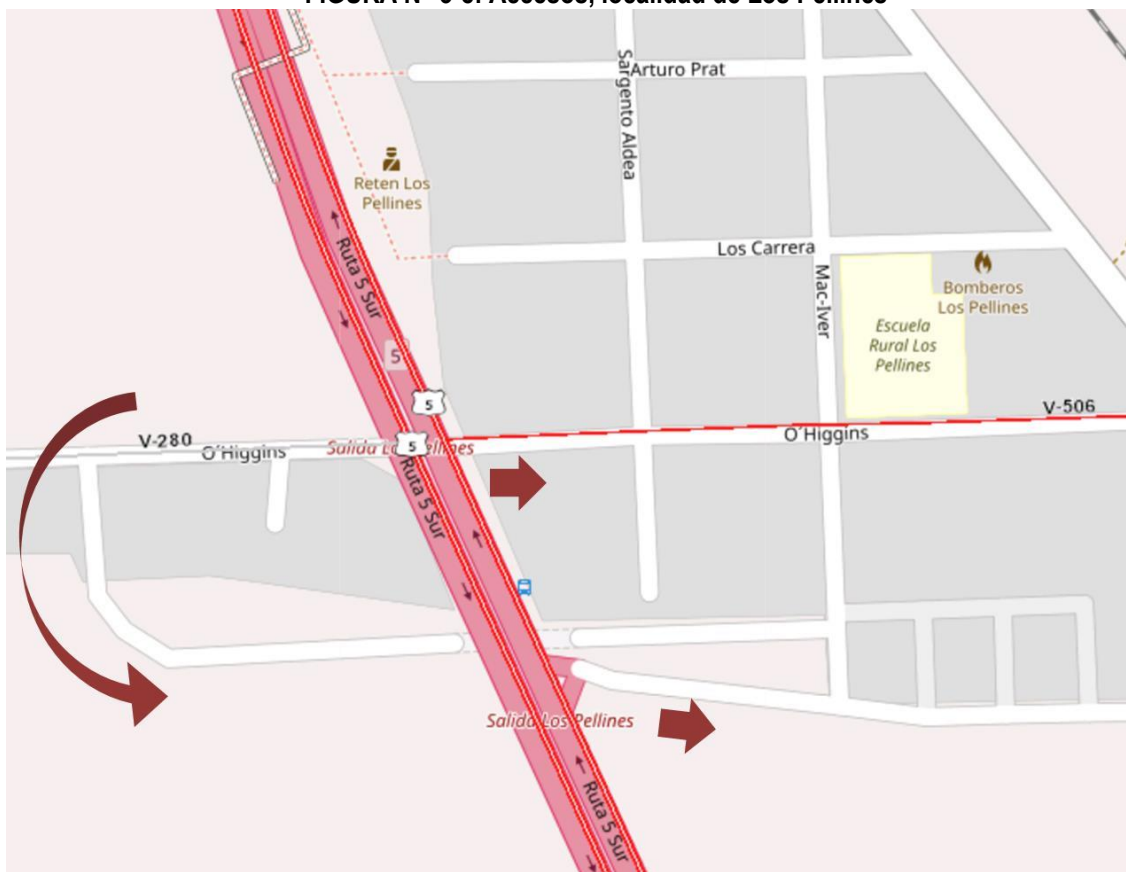 Arturo Prat
Sargento Aldea
Reten Los
Pellines
Ruta 5 Sur
Los Carrera
Mac-Iver
Bomberos
Los Pellines
Escuela
Rural Los
Pellines
5
5
V-506
V-280
O'Higgins
Salida Los Pellines
5
O'Higgins
Ruta 5 Sur
Salida Los Pellines
Ruta 5 Sur